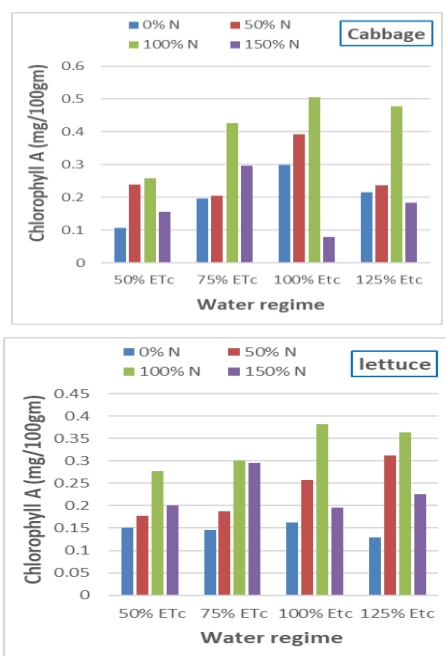 0% N 50% N
100% N 150% N
Cabbage
Chlorophyll A (mg/100gm)
0.6
0.5
0.4
0.3
0.2
0.1
0
50% ETc 75% ETc 100% Etc 125% Etc
Water regime
0% N 50% N
100% N 150% N
lettuce
Chlorophyll A (mg/100gm)
0.45
0.4
0.35
0.3
0.25
0.2
0.15
0.1
0.05
0
50% ETc 75% ETc 100% Etc 125% Etc
Water regime